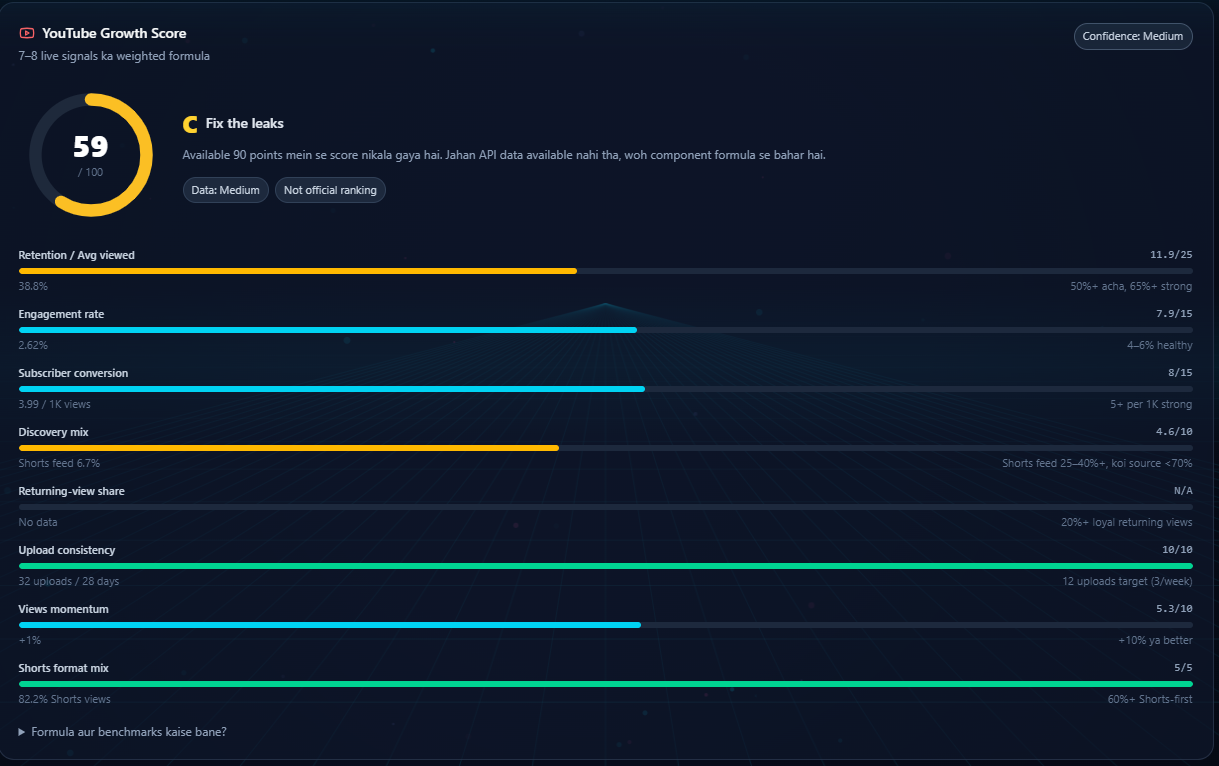 YouTube Growth Score
Confidence: Medium
7–8 live signals ka weighted formula
59
/ 100
C Fix the leaks
Available 90 points mein se score nikala gaya hai. Jahan API data available nahi tha, woh component formula se bahar hai.
Data: Medium Not official ranking
Retention / Avg viewed 11.9/25
38.8% 50%+ acha, 65%+ strong
Engagement rate 7.9/15
2.62% 4–6% healthy
Subscriber conversion 8/15
3.99 / 1K views 5+ per 1K strong
Discovery mix 4.6/10
Shorts feed 6.7% Shorts feed 25–40%+, koi source <70%
Returning-view share N/A
No data 20%+ loyal returning views
Upload consistency 10/10
32 uploads / 28 days 12 uploads target (3/week)
Views momentum 5.3/10
+1% +10% ya better
Shorts format mix 5/5
82.2% Shorts views 60%+ Shorts-first
▶ Formula aur benchmarks kaise bane?